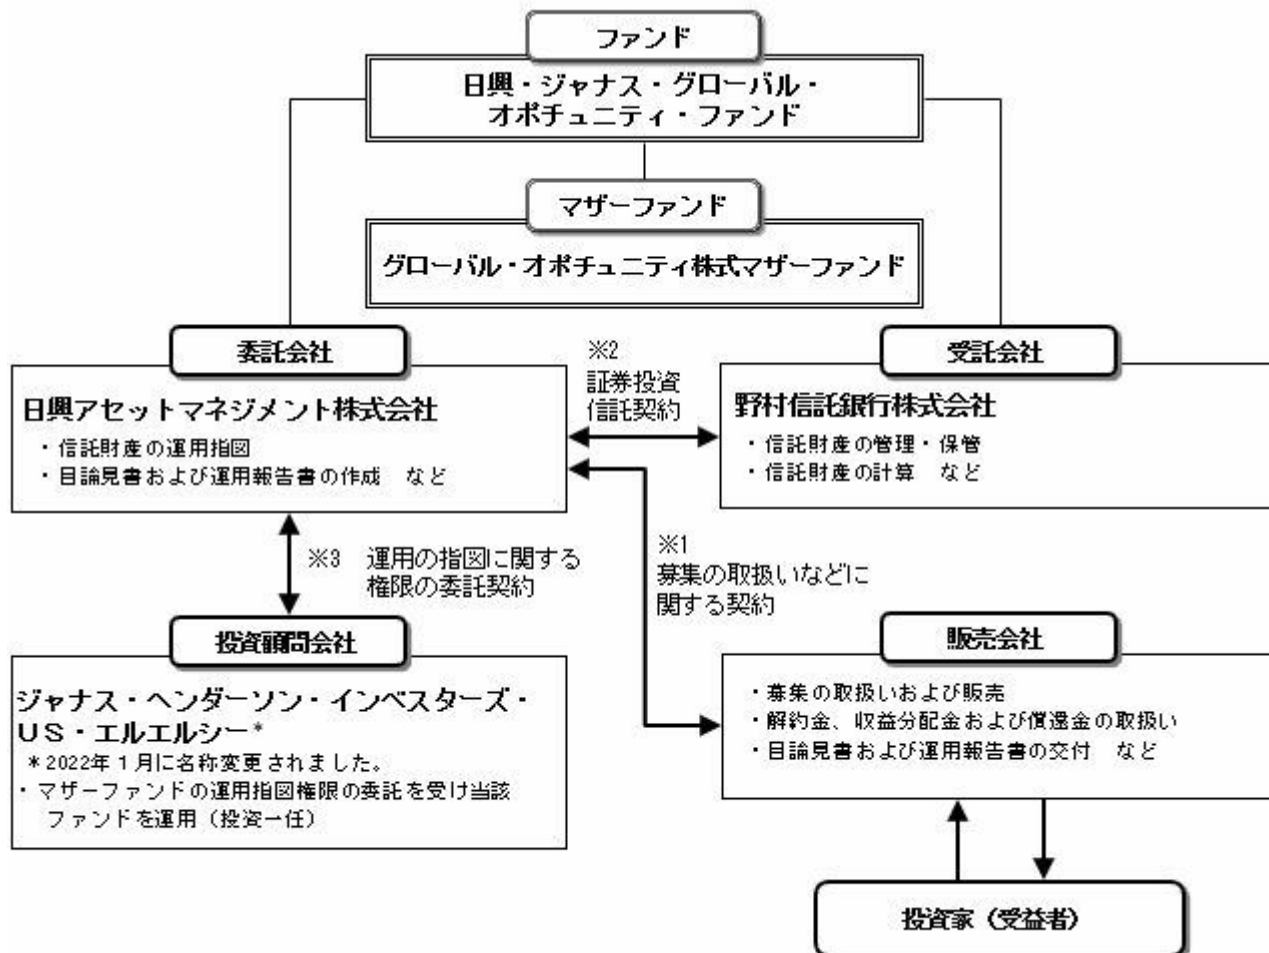 ファンド
日興・ジャナス・グローバル・
オポチュニティ・ファンド
マザーファンド
グローバル・オポチュニティ株式マザーファンド
委託会社
日興アセットマネジメント株式会社
・信託財産の運用指図
・目論見書および運用報告書の作成　など
※2
証券投資
信託契約
受託会社
野村信託銀行株式会社
・信託財産の管理・保管
・信託財産の計算　など
※3　運用の指図に関する
権限の委託契約
※1
募集の取扱いなどに
関する契約
投資顧問会社
ジャナス・ヘンダーソン・インベスターズ・
ＵＳ・エルエルシー*
*2022年１月に名称変更されました。
・マザーファンドの運用指図権限の委託を受け当該
ファンドを運用（投資一任）
販売会社
・募集の取扱いおよび販売
・解約金、収益分配金および償還金の取扱い
・目論見書および運用報告書の交付　など
投資家（受益者）